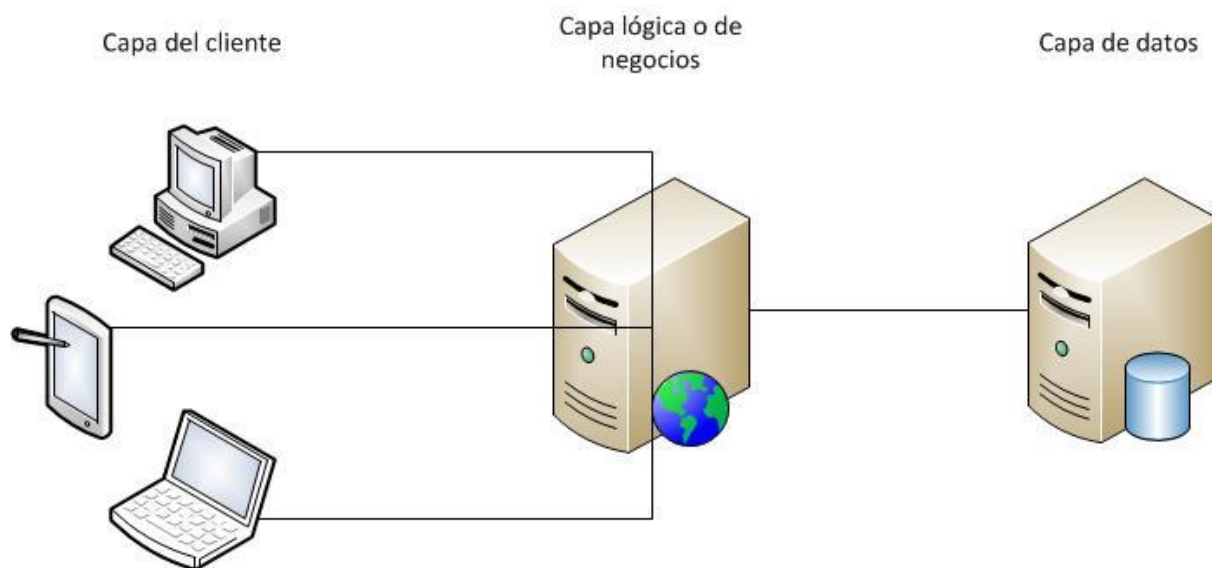 Capa del cliente
Capa lógica o de
negocios
Capa de datos